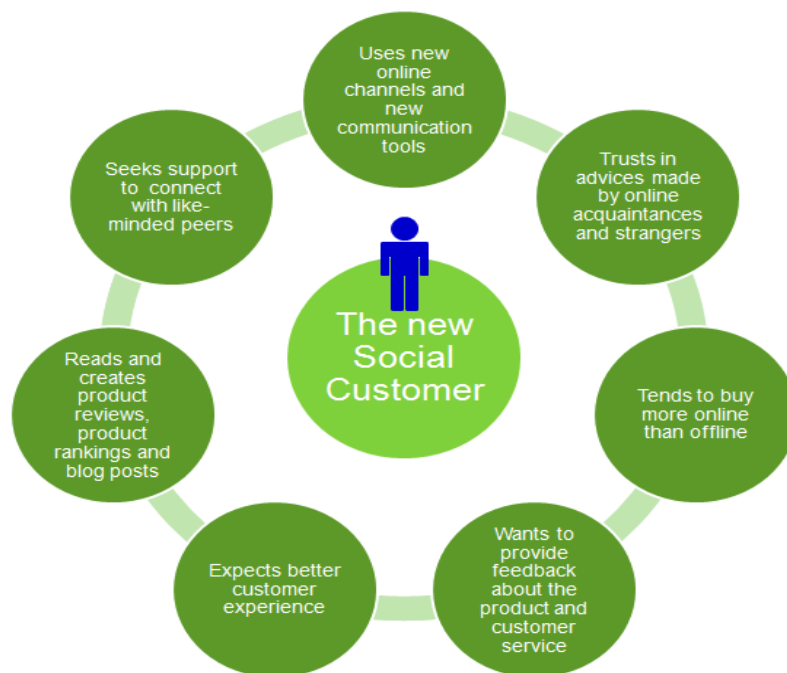 Uses new
online
channels and
new
communication
tools
Trusts in
advices made
by online
acquaintances
and strangers
Tends to buy
more online
than offline
Wants to
provide
feedback
about the
product and
customer
service
Expects better
customer
experience
Reads and
creates
product
reviews,
product
rankings and
blog posts
Seeks support
to connect
with like-
minded peers
The new
Social
Customer